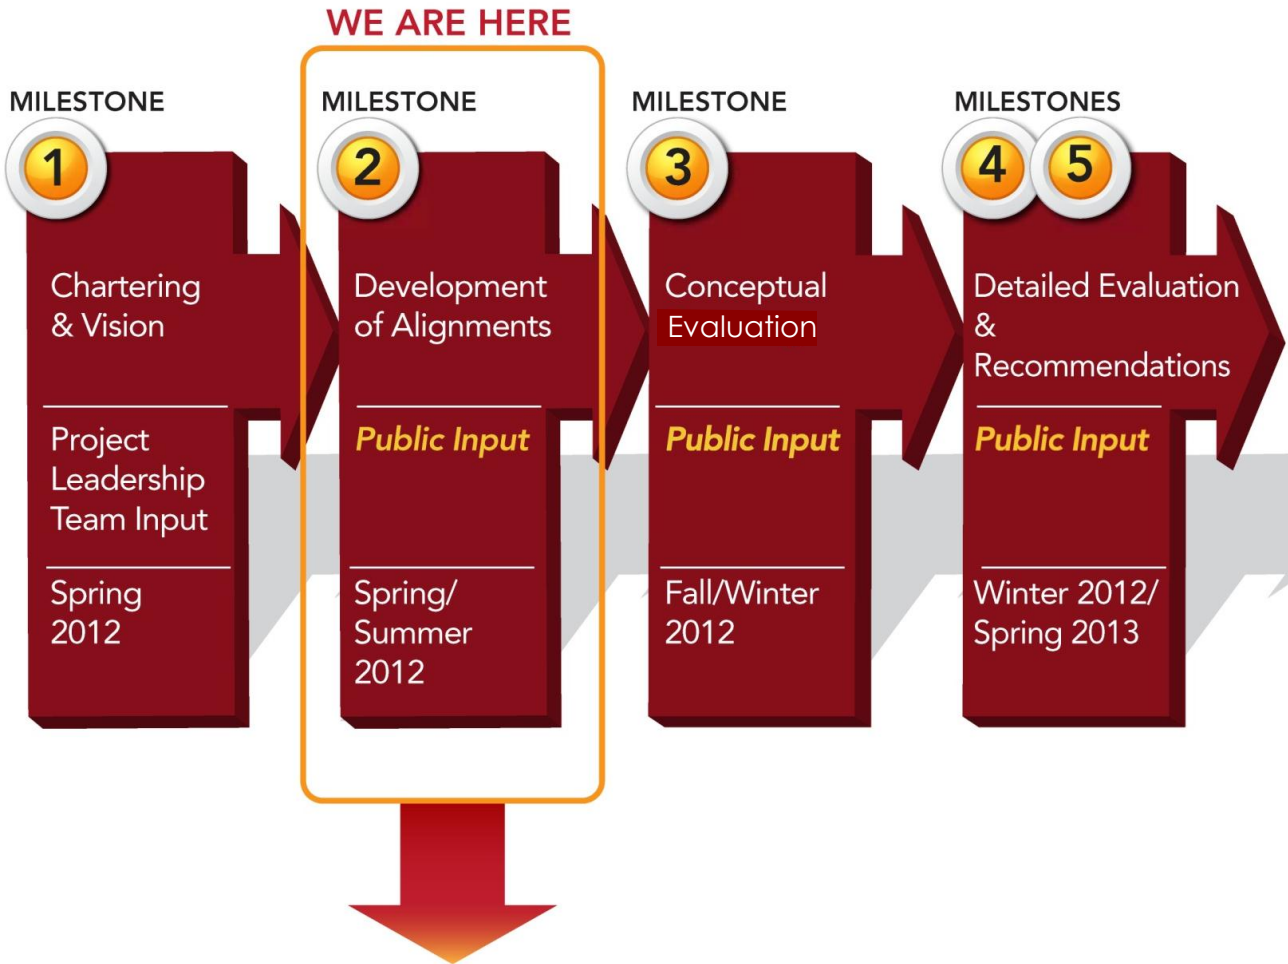 WE ARE HERE
MILESTONE
1
Chartering
& Vision
Project
Leadership
Team Input
Spring
2012
MILESTONE
2
Development
of Alignments
Public Input
Spring/
Summer
2012
MILESTONE
3
Conceptual
Evaluation
Public Input
Fall/Winter
2012
MILESTONES
4 5
Detailed Evaluation
&
Recommendations
Public Input
Winter 2012/
Spring 2013